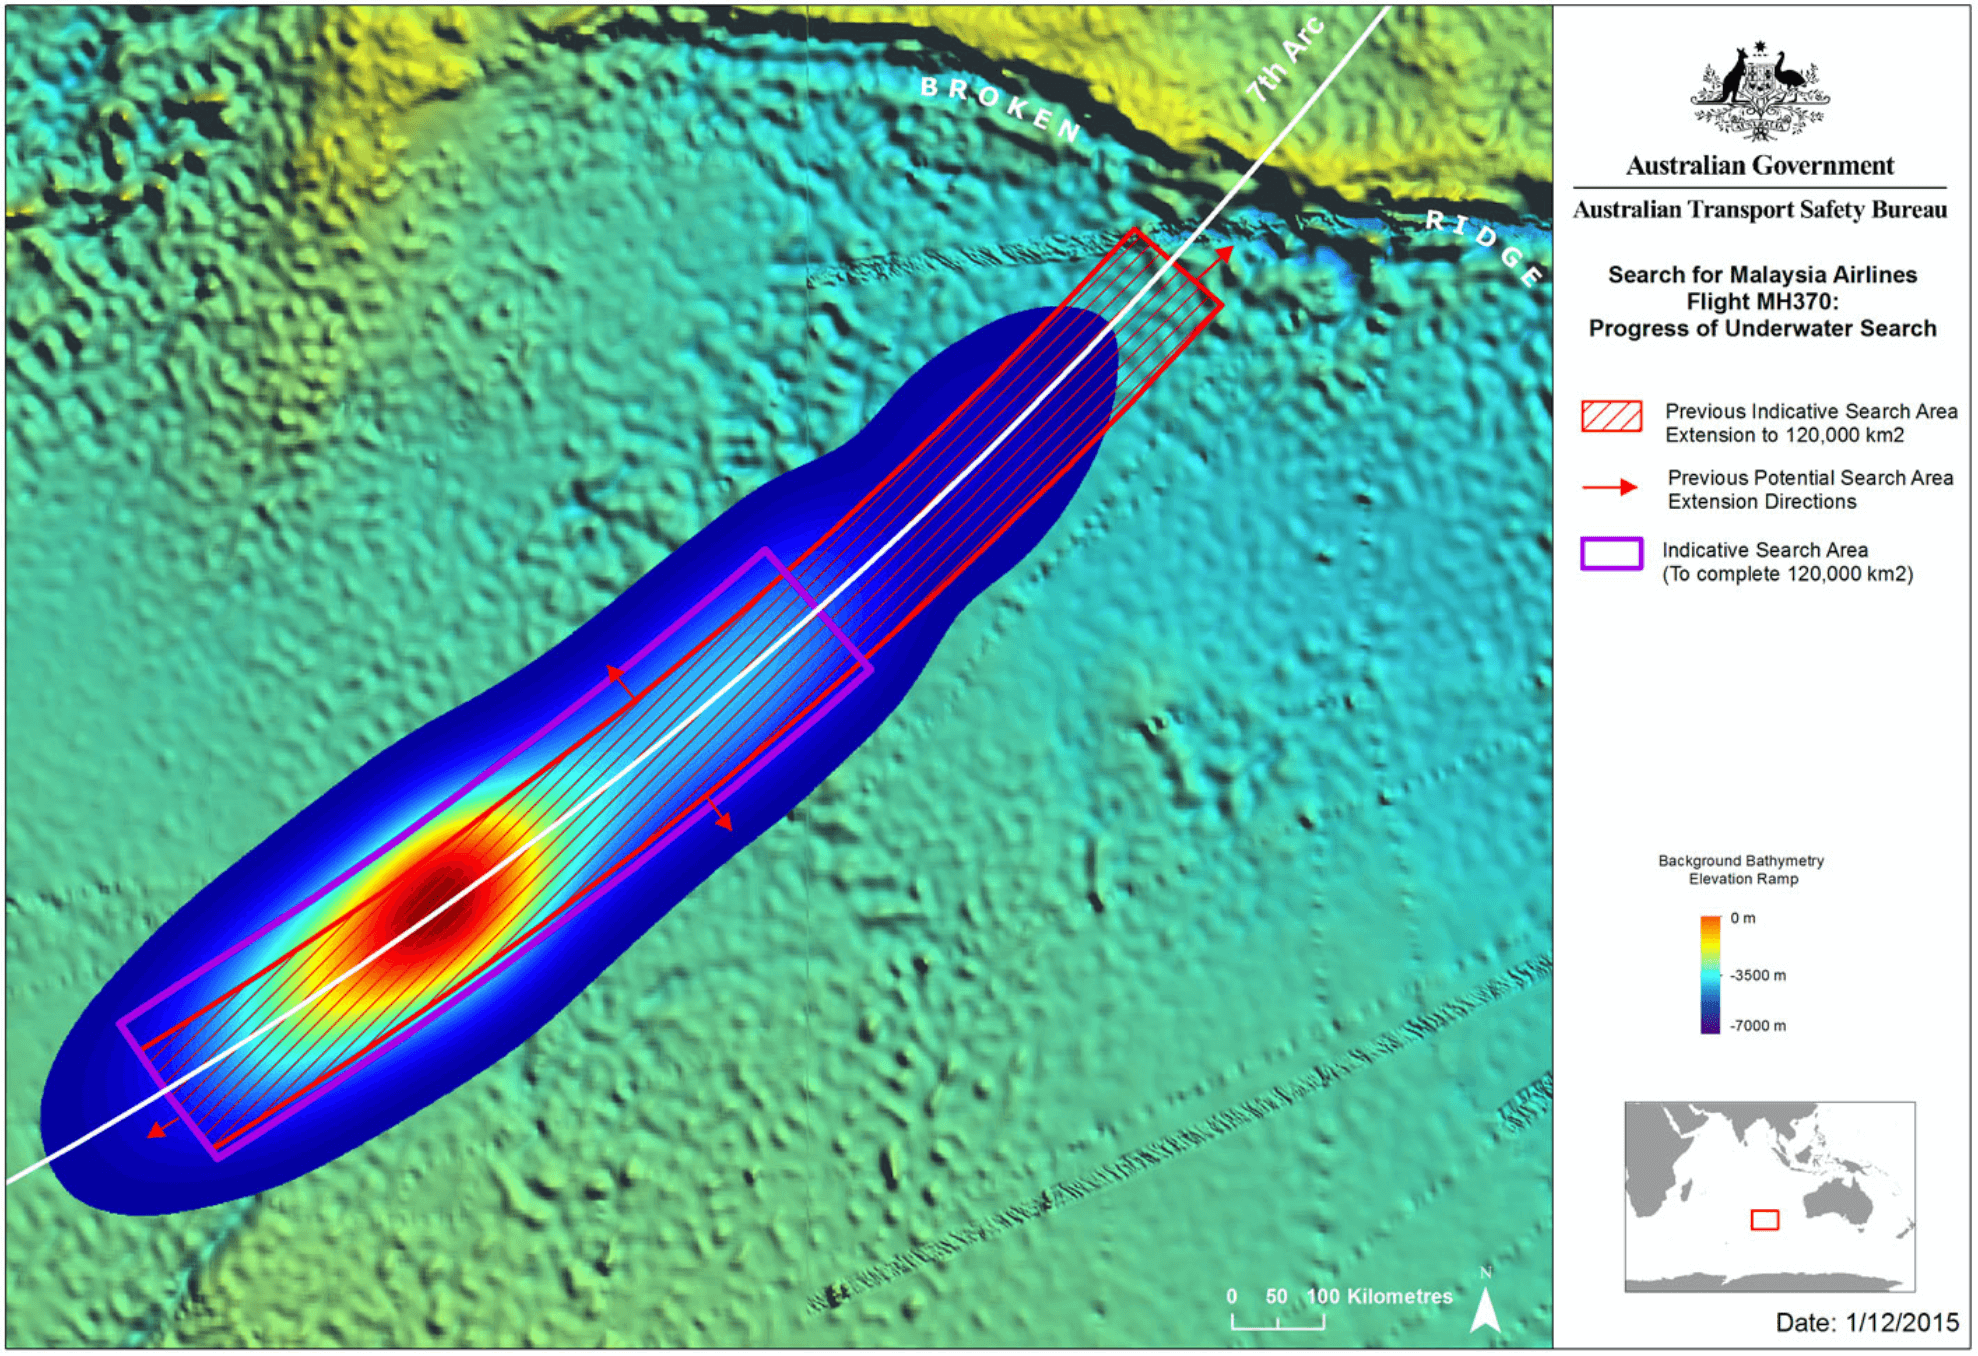 7th Arc
BROKEN
RIDGE
0 50 100 Kilometres
N
AUSTRALIA
Australian Government
Australian Transport Safety Bureau
Search for Malaysia Airlines
Flight MH370:
Progress of Underwater Search
Previous Indicative Search Area
Extension to 120,000 km2
Previous Potential Search Area
Extension Directions
Indicative Search Area
(To complete 120,000 km2)
Background Bathymetry
Elevation Ramp
0 m
-3500 m
-7000 m
Date: 1/12/2015